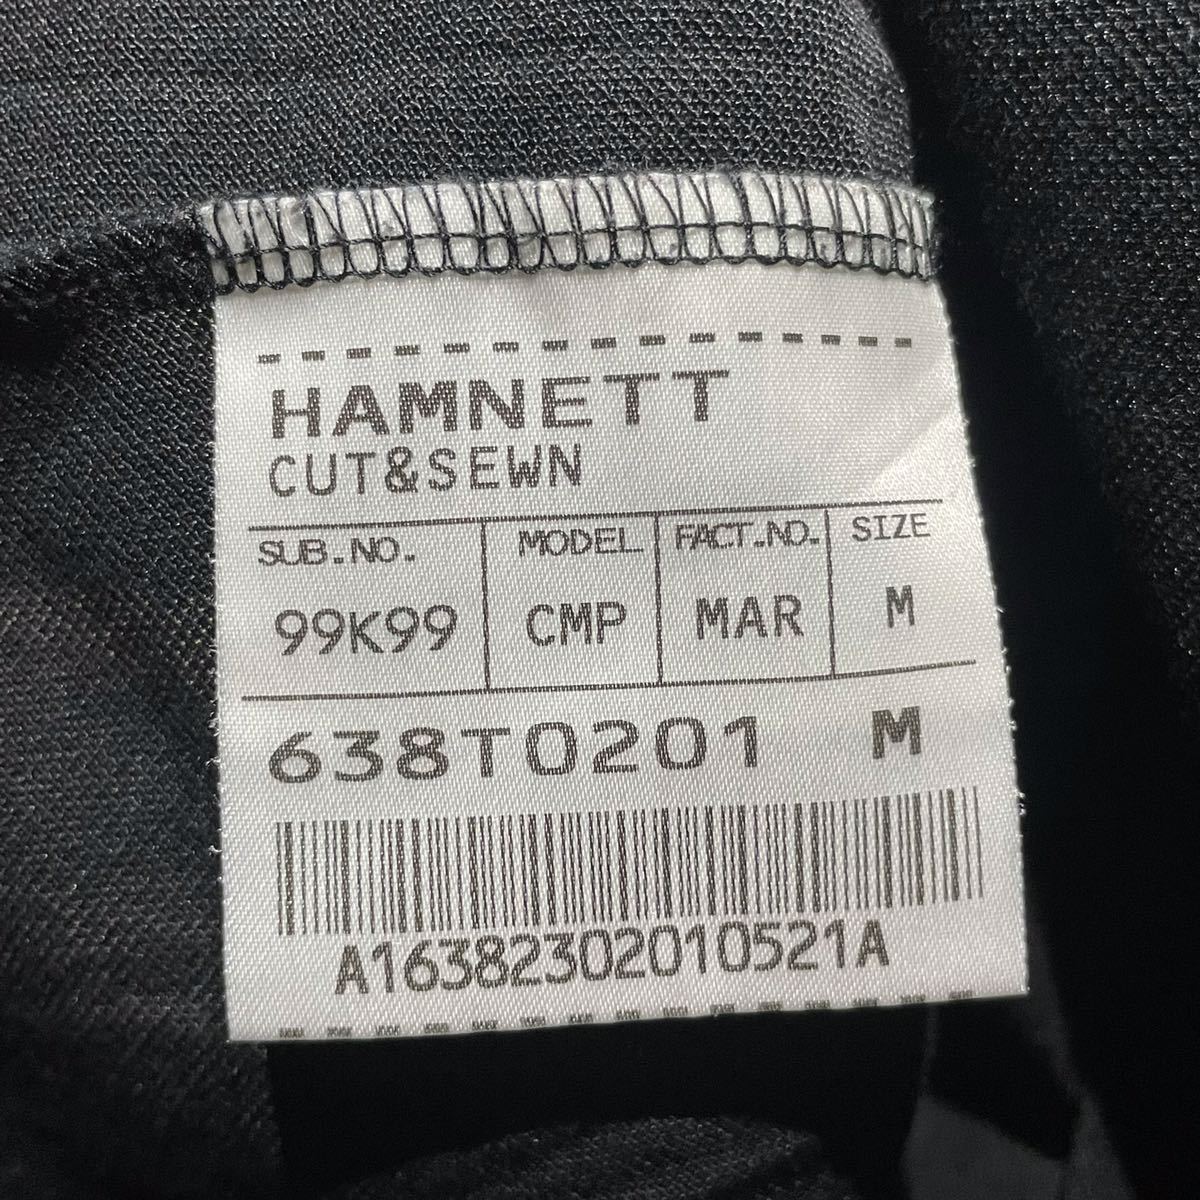 HAMNETT
CUT&SEWN
SUB.NO. MODEL FACT.NO. SIZE
99K99 CMP MAR M
638T0201 M
A16382302010521A